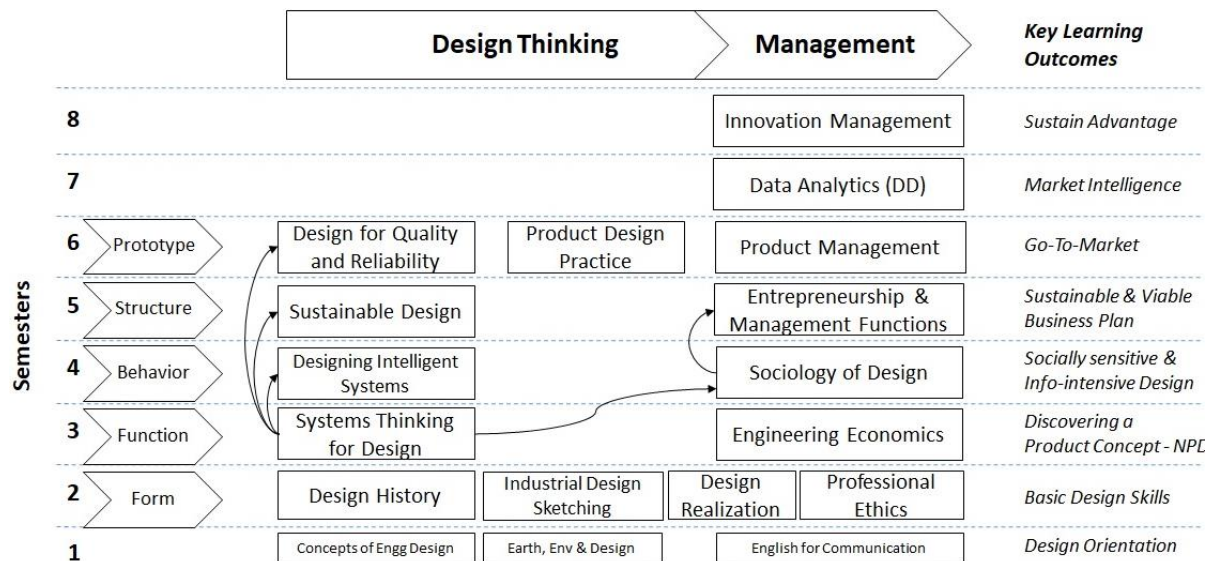 Design Thinking
Management
Key Learning
Outcomes
Semesters
8
Innovation Management
Sustain Advantage
7
Data Analytics (DD)
Market Intelligence
6
Prototype
Design for Quality
and Reliability
Product Design
Practice
Product Management
Go-To-Market
5
Structure
Sustainable Design
Entrepreneurship &
Management Functions
Sustainable & Viable
Business Plan
4
Behavior
Designing Intelligent
Systems
Sociology of Design
Socially sensitive &
Info-intensive Design
3
Function
Systems Thinking
for Design
Engineering Economics
Discovering a
Product Concept - NPD
2
Form
Design History
Industrial Design
Sketching
Design
Realization
Professional
Ethics
Basic Design Skills
1
Concepts of Engg Design
Earth, Env & Design
English for Communication
Design Orientation